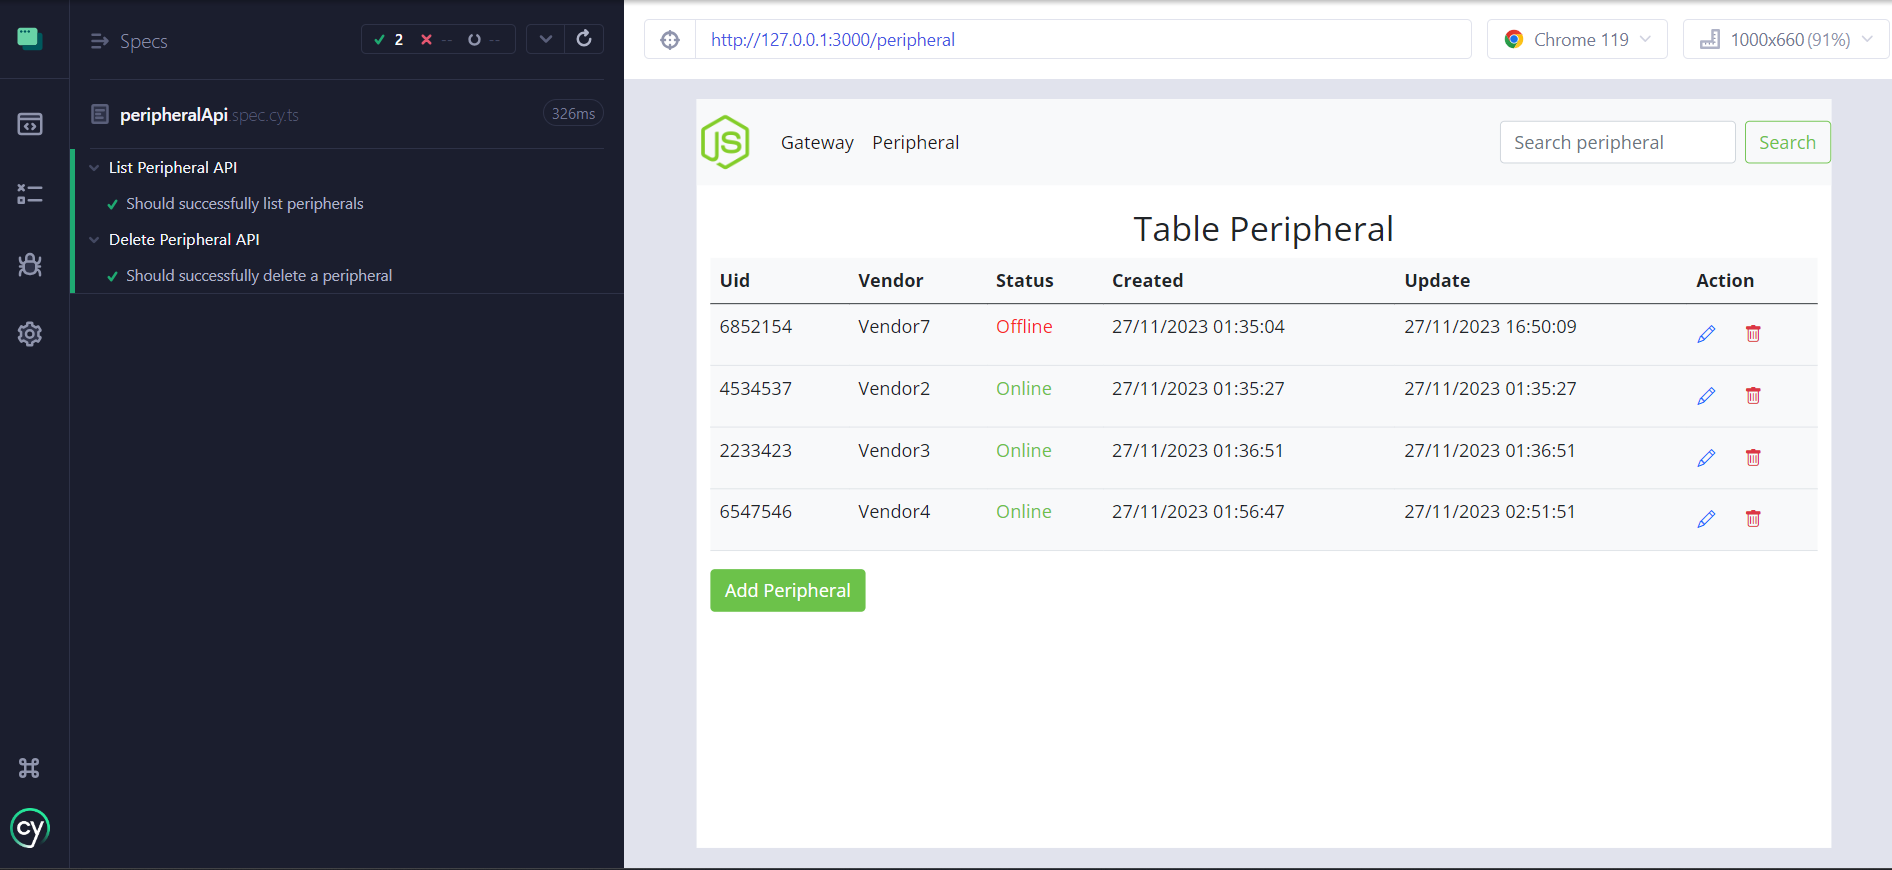 Specs
2 -- --
peripheralApi.spec.cy.ts 326ms
List Peripheral API
Should successfully list peripherals
Delete Peripheral API
Should successfully delete a peripheral
cy
http://127.0.0.1:3000/peripheral Chrome 119 1000x660 (91%)
JS Gateway Peripheral Search peripheral Search
Table Peripheral
Uid Vendor Status Created Update Action
6852154 Vendor7 Offline 27/11/2023 01:35:04 27/11/2023 16:50:09
4534537 Vendor2 Online 27/11/2023 01:35:27 27/11/2023 01:35:27
2233423 Vendor3 Online 27/11/2023 01:36:51 27/11/2023 01:36:51
6547546 Vendor4 Online 27/11/2023 01:56:47 27/11/2023 02:51:51
Add Peripheral